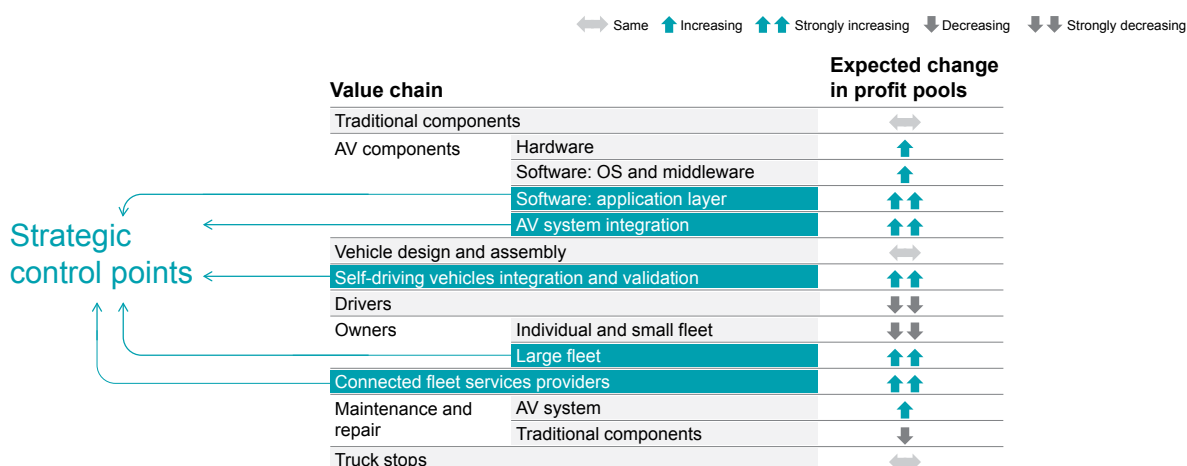 Same Increasing Strongly increasing Decreasing Strongly decreasing
Value chain
Expected change
in profit pools
Traditional components
AV components
Hardware
Software: OS and middleware
Software: application layer
AV system integration
Strategic
control points
Vehicle design and assembly
Self-driving vehicles integration and validation
Drivers
Owners
Individual and small fleet
Large fleet
Connected fleet services providers
Maintenance and
repair
AV system
Traditional components
Truck stops